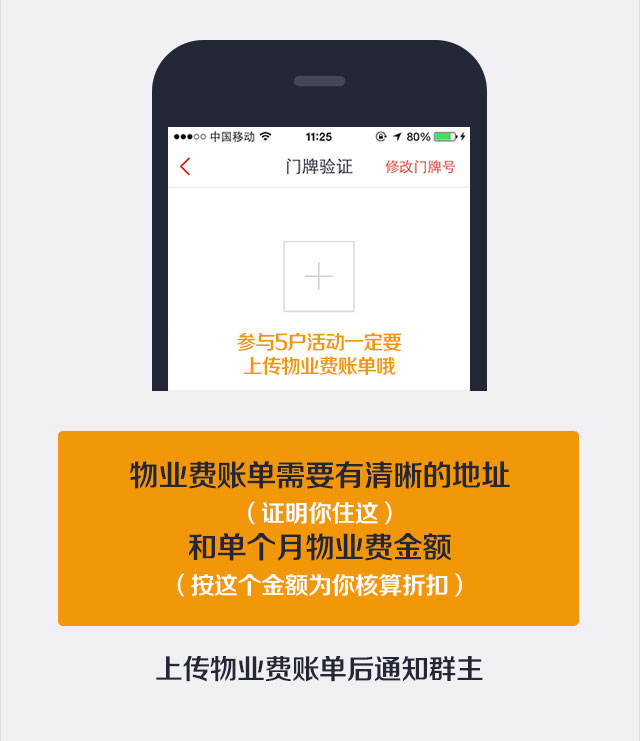 中国移动 11:25 80%
门牌验证 修改门牌号
参与5户活动一定要
上传物业费账单哦
物业费账单需要有清晰的地址
（证明你住这）
和单个月物业费金额
（按这个金额为你核算折扣）
上传物业费账单后通知群主